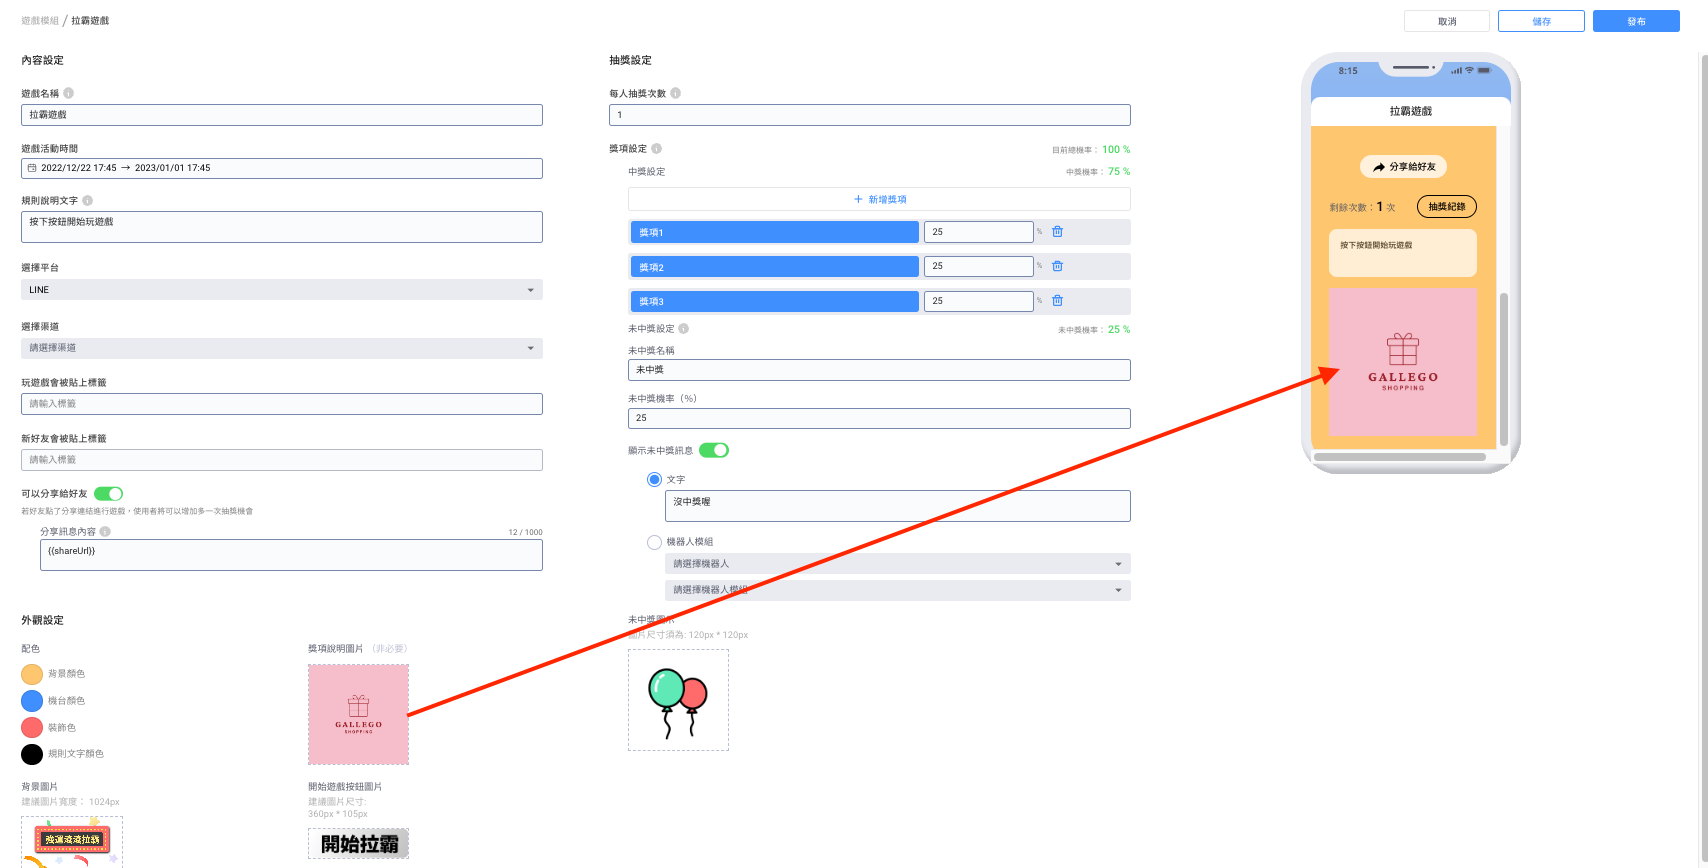 遊戲模組 / 拉霸遊戲
取消
儲存
發布
內容設定
遊戲名稱
拉霸遊戲
遊戲活動時間
2022/12/22 17:45 → 2023/01/01 17:45
規則說明文字
按下按鈕開始玩遊戲
選擇平台
LINE
選擇渠道
請選擇渠道
玩遊戲會被貼上標籤
請輸入標籤
新好友會被貼上標籤
請輸入標籤
可以分享給好友
若好友點了分享連結進行遊戲，使用者將可以增加多一次抽獎機會
分享訊息內容
12 / 1000
{{shareUrl}}
外觀設定
配色
背景顏色
機台顏色
裝飾色
規則文字顏色
背景圖片
建議圖片寬度： 1024px
強運滾滾拉霸
獎項說明圖片 （非必要）
GALLEGO
SHOPPING
開始遊戲按鈕圖片
建議圖片尺寸:
360px * 105px
開始拉霸
抽獎設定
每人抽獎次數
1
獎項設定
目前總機率： 100 %
中獎設定
中獎機率： 75 %
+ 新增獎項
獎項1
25
%
獎項2
25
%
獎項3
25
%
未中獎設定
未中獎機率： 25 %
未中獎名稱
未中獎
未中獎機率（%）
25
顯示未中獎訊息
文字
沒中獎喔
機器人模組
請選擇機器人
請選擇機器人模組
未中獎圖示
圖片尺寸須為: 120px * 120px
8:15
拉霸遊戲
分享給好友
剩餘次數：1 次
抽獎紀錄
按下按鈕開始玩遊戲
GALLEGO
SHOPPING